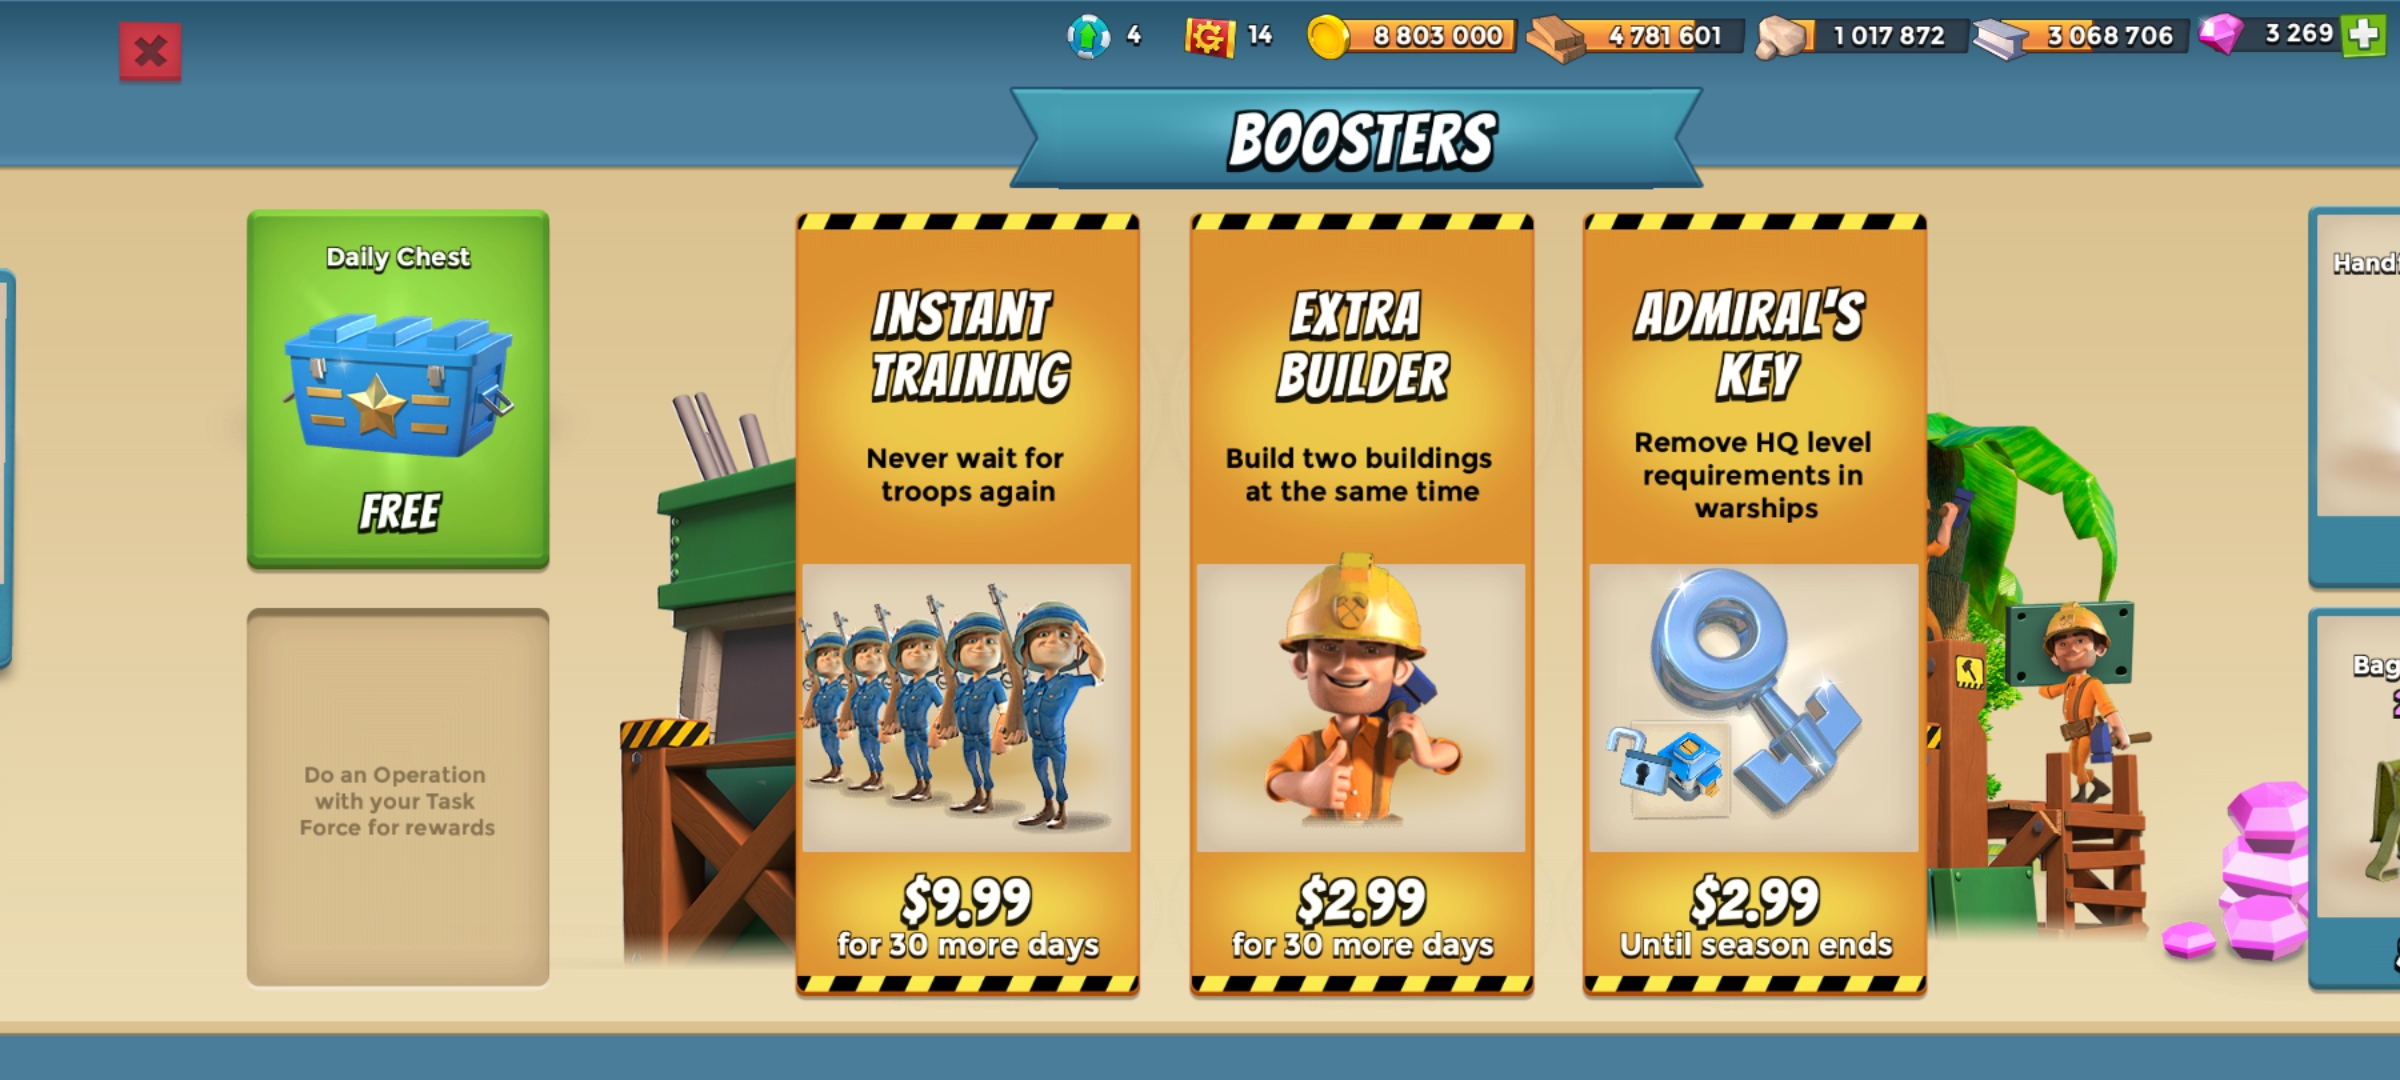 4
14
8 803 000
4 781 601
1 017 872
3 068 706
3 269
BOOSTERS
Daily Chest
FREE
Do an Operation
with your Task
Force for rewards
INSTANT
TRAINING
Never wait for
troops again
$9.99
for 30 more days
EXTRA
BUILDER
Build two buildings
at the same time
$2.99
for 30 more days
ADMIRAL'S
KEY
Remove HQ level
requirements in
warships
$2.99
Until season ends